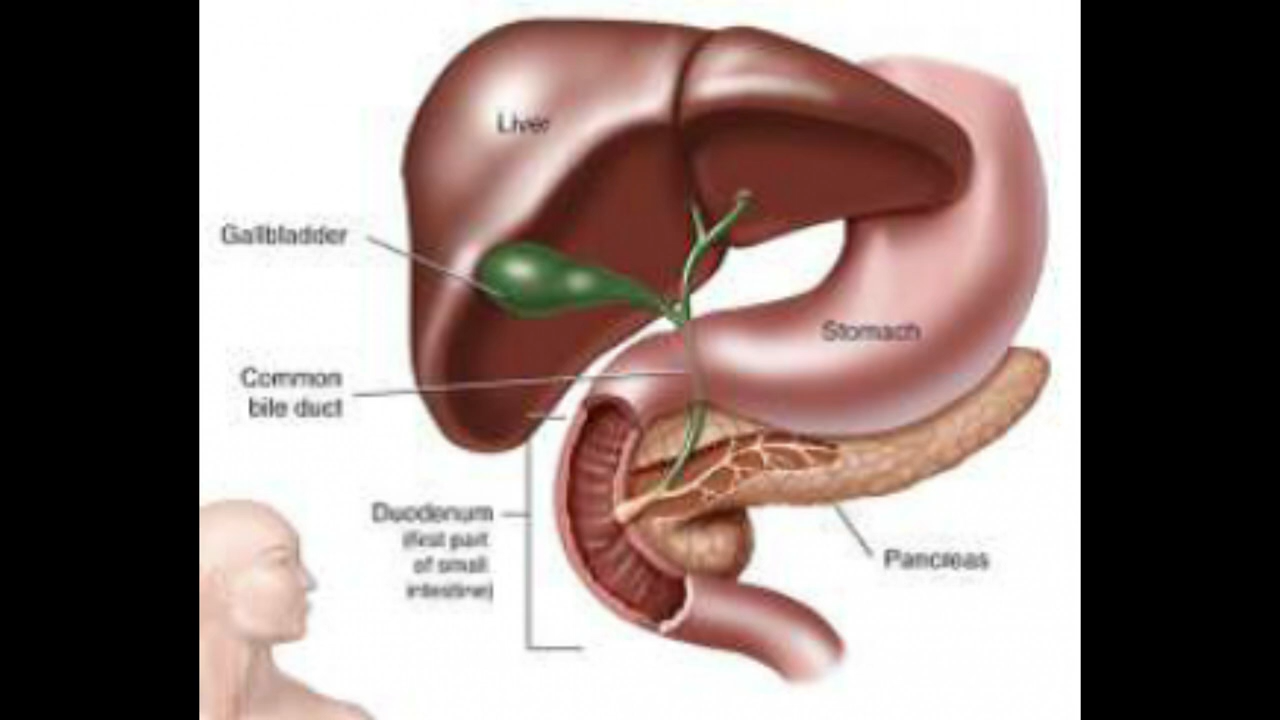 Liver
Gallbladder
Stomach
Common
bile duct
Duodenum
(first part
of small
intestine)
Pancreas